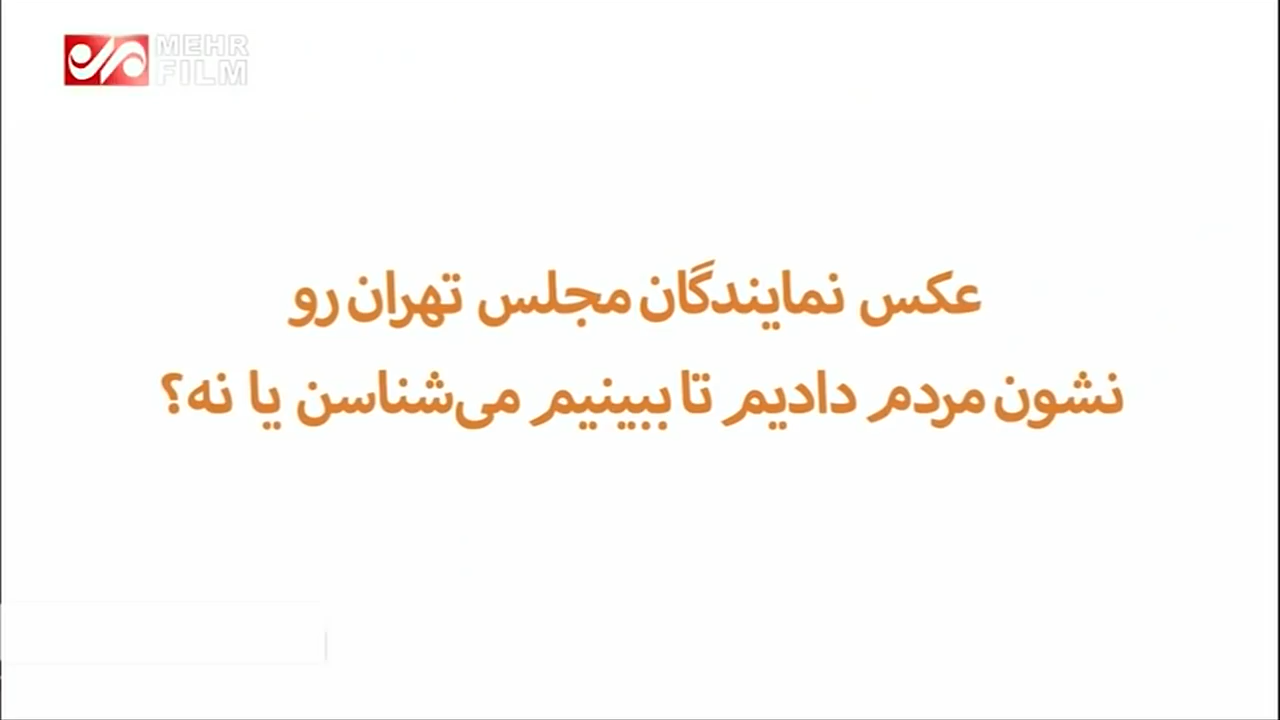 MEHR
FILM
عکس نمایندگان مجلس تهران رو
نشون مردم دادیم تا ببینیم می‌شناسن یا نه؟